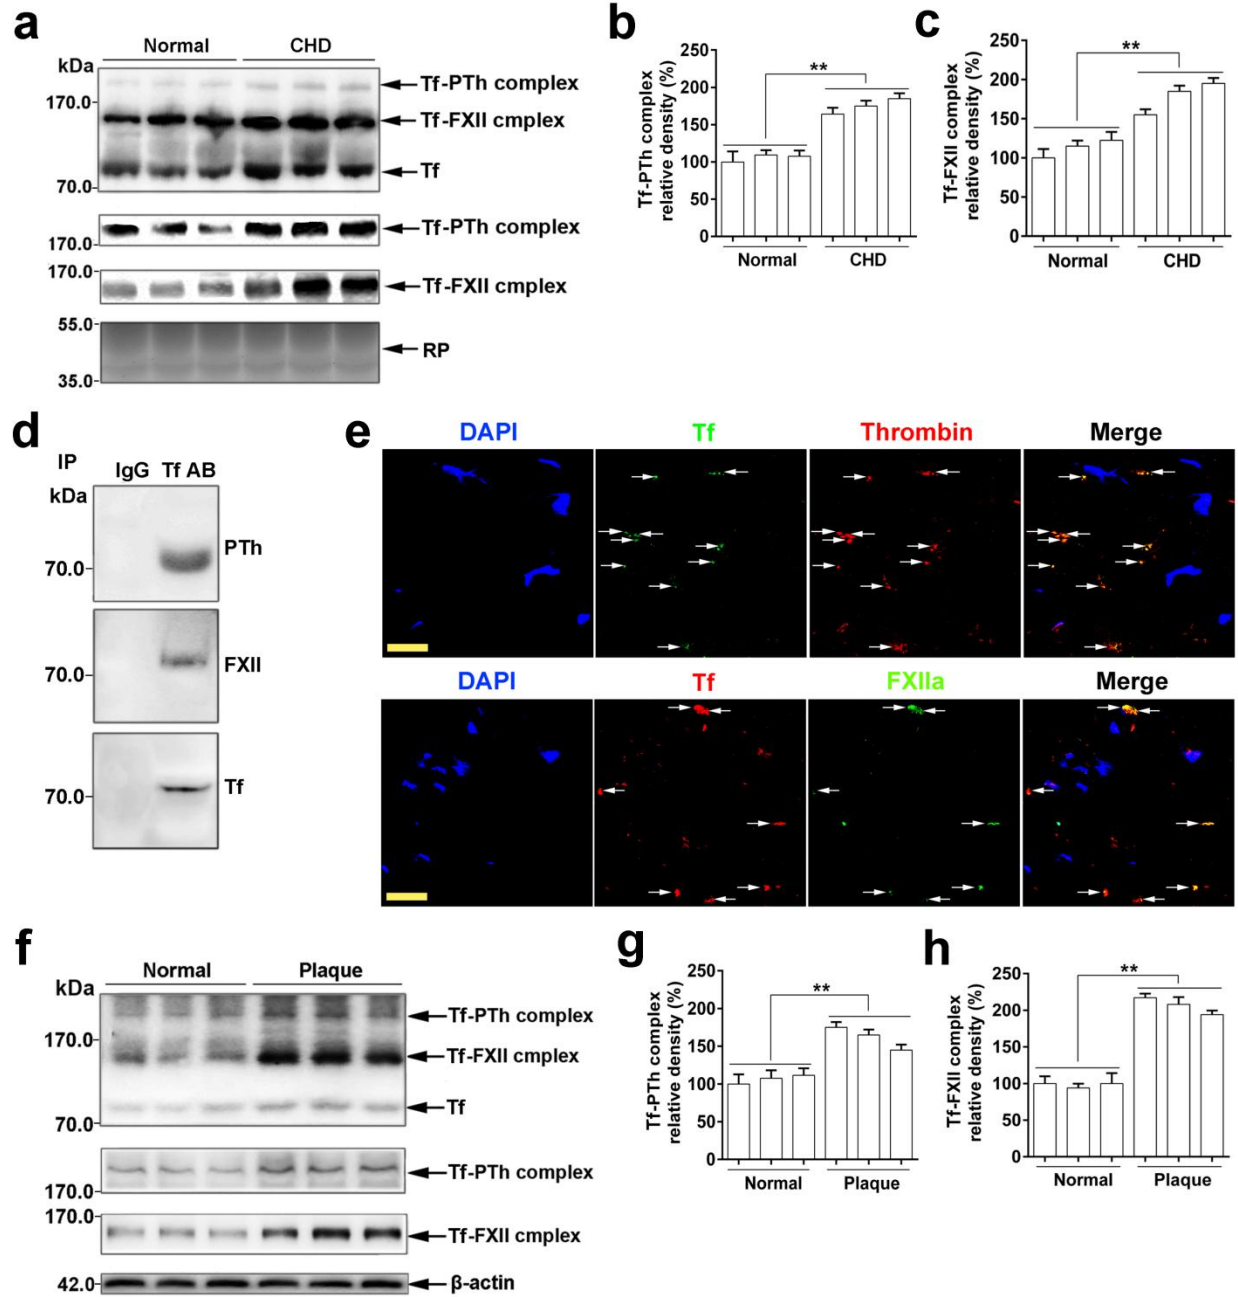 a
Normal CHD
kDa
Tf-PTh complex
170.0
Tf-FXII cmplex
Tf
70.0
Tf-PTh complex
170.0
170.0
Tf-FXII cmplex
55.0
RP
35.0
b
Tf-PTh complex
relative density (%)
250
200
150
100
50
0
**
Normal CHD
c
Tf-FXII complex
relative density (%)
250
200
150
100
50
0
**
Normal CHD
d
IP IgG Tf AB
kDa
PTh
70.0
FXII
70.0
Tf
70.0
e
DAPI Tf Thrombin Merge
DAPI Tf FXIIa Merge
f
Normal Plaque
kDa
Tf-PTh complex
170.0
Tf-FXII cmplex
Tf
70.0
Tf-PTh complex
170.0
170.0
Tf-FXII cmplex
42.0 β-actin
g
Tf-PTh complex
relative density (%)
250
200
150
100
50
0
**
Normal Plaque
h
Tf-FXII complex
relative density (%)
250
200
150
100
50
0
**
Normal Plaque